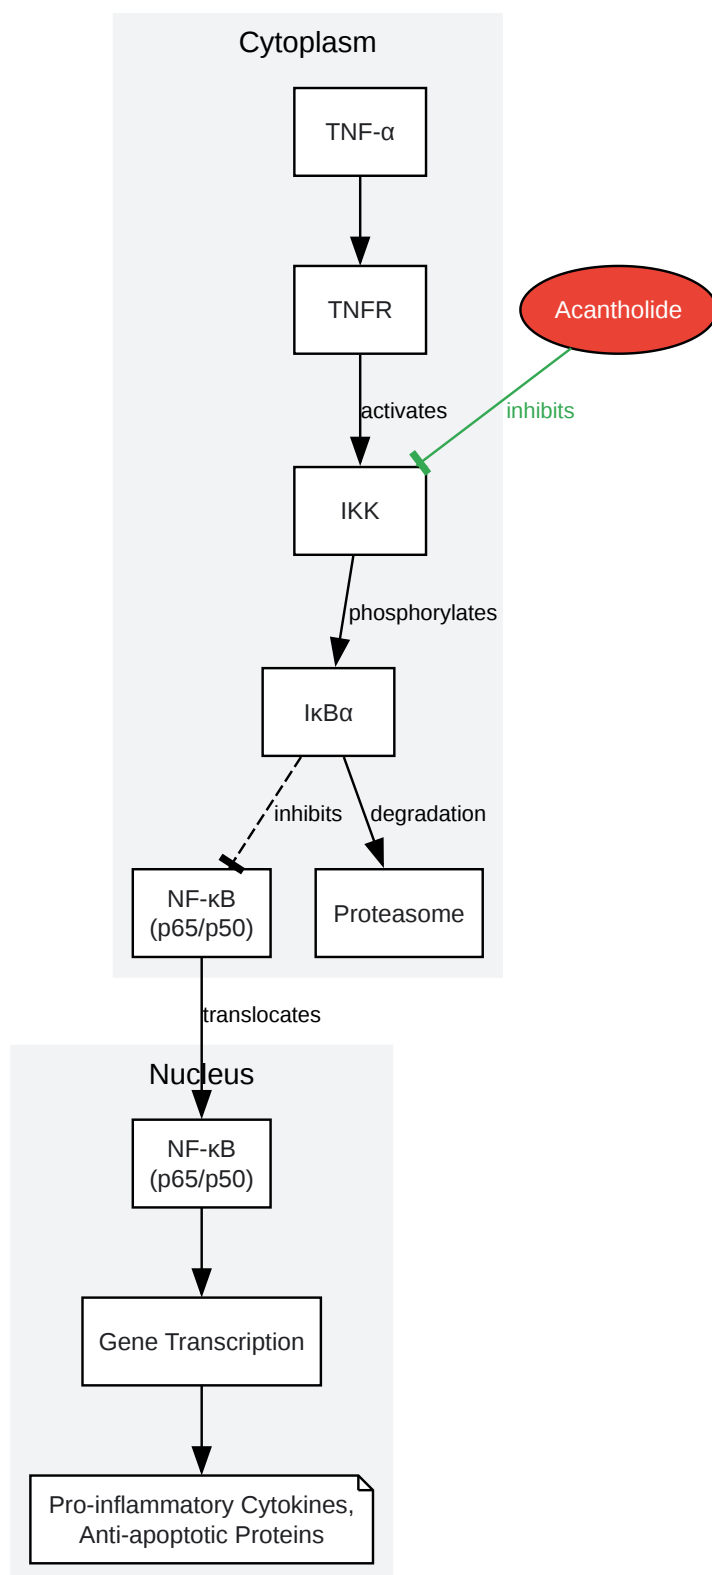 Cytoplasm
TNF-α
TNFR
Acantholide
activates
inhibits
IKK
phosphorylates
IκBα
inhibits
degradation
NF-κB
(p65/p50)
Proteasome
translocates
Nucleus
NF-κB
(p65/p50)
Gene Transcription
Pro-inflammatory Cytokines,
Anti-apoptotic Proteins